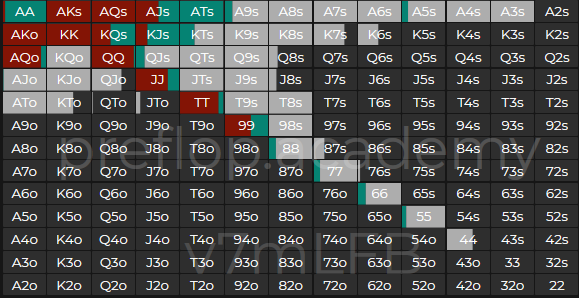 AA AKs AQs AJs ATs A9s A8s A7s A6s A5s A4s A3s A2s
AKo KK KQs KJs KTs K9s K8s K7s K6s K5s K4s K3s K2s
AQo KQo QQ QJs QTs Q9s Q8s Q7s Q6s Q5s Q4s Q3s Q2s
AJo KJo QJo JJ JTs J9s J8s J7s J6s J5s J4s J3s J2s
ATo KTo QTo JTo TT T9s T8s T7s T6s T5s T4s T3s T2s
A9o K9o Q9o J9o T9o 99 98s 97s 96s 95s 94s 93s 92s
A8o K8o Q8o J8o T8o 98o 88 87s 86s 85s 84s 83s 82s
preflop.academy
A7o K7o Q7o J7o T7o 97o 87o 77 76s 75s 74s 73s 72s
A6o K6o Q6o J6o T6o 96o 86o 76o 66 65s 64s 63s 62s
A5o K5o Q5o J5o T5o 95o 85o 75o 65o 55 54s 53s 52s
A4o K4o Q4o J4o T4o 94o 84o 74o 64o 54o 44 43s 42s
v7mLFB
A3o K3o Q3o J3o T3o 93o 83o 73o 63o 53o 43o 33 32s
A2o K2o Q2o J2o T2o 92o 82o 72o 62o 52o 42o 32o 22